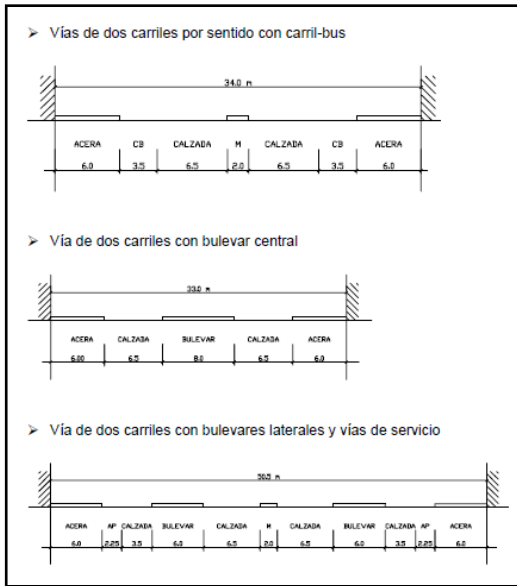 ➢ Vías de dos carriles por sentido con carril-bus
34.0 m
ACERA CB CALZADA M CALZADA CB ACERA
6.0 3.5 6.5 2.0 6.5 3.5 6.0
➢ Vía de dos carriles con bulevar central
33.0 m
ACERA CALZADA BULEVAR CALZADA ACERA
6.00 6.5 8.0 6.5 6.0
➢ Vía de dos carriles con bulevares laterales y vías de servicio
50.5 m
ACERA AP CALZADA BULEVAR CALZADA M CALZADA BULEVAR CALZADA AP ACERA
6.0 2.25 3.5 6.0 6.5 2.0 6.5 6.0 3.5 2.25 6.0